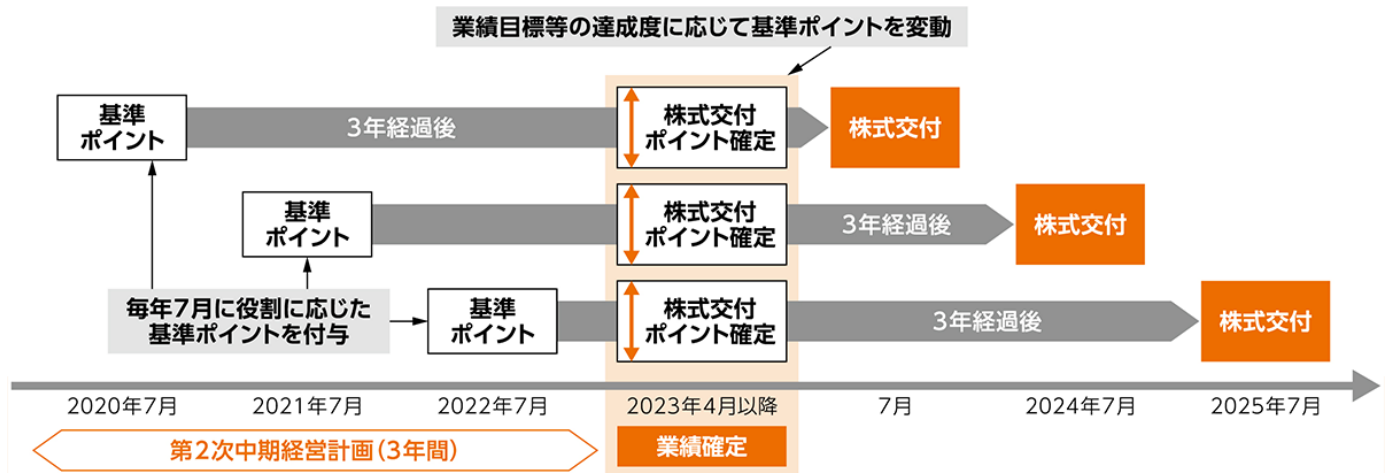 業績目標等の達成度に応じて基準ポイントを変動
基準
ポイント
3年経過後
株式交付
ポイント確定
株式交付
基準
ポイント
株式交付
ポイント確定
3年経過後
株式交付
毎年7月に役割に応じた
基準ポイントを付与
基準
ポイント
株式交付
ポイント確定
3年経過後
株式交付
2020年7月
2021年7月
2022年7月
2023年4月以降
7月
2024年7月
2025年7月
第2次中期経営計画(3年間)
業績確定